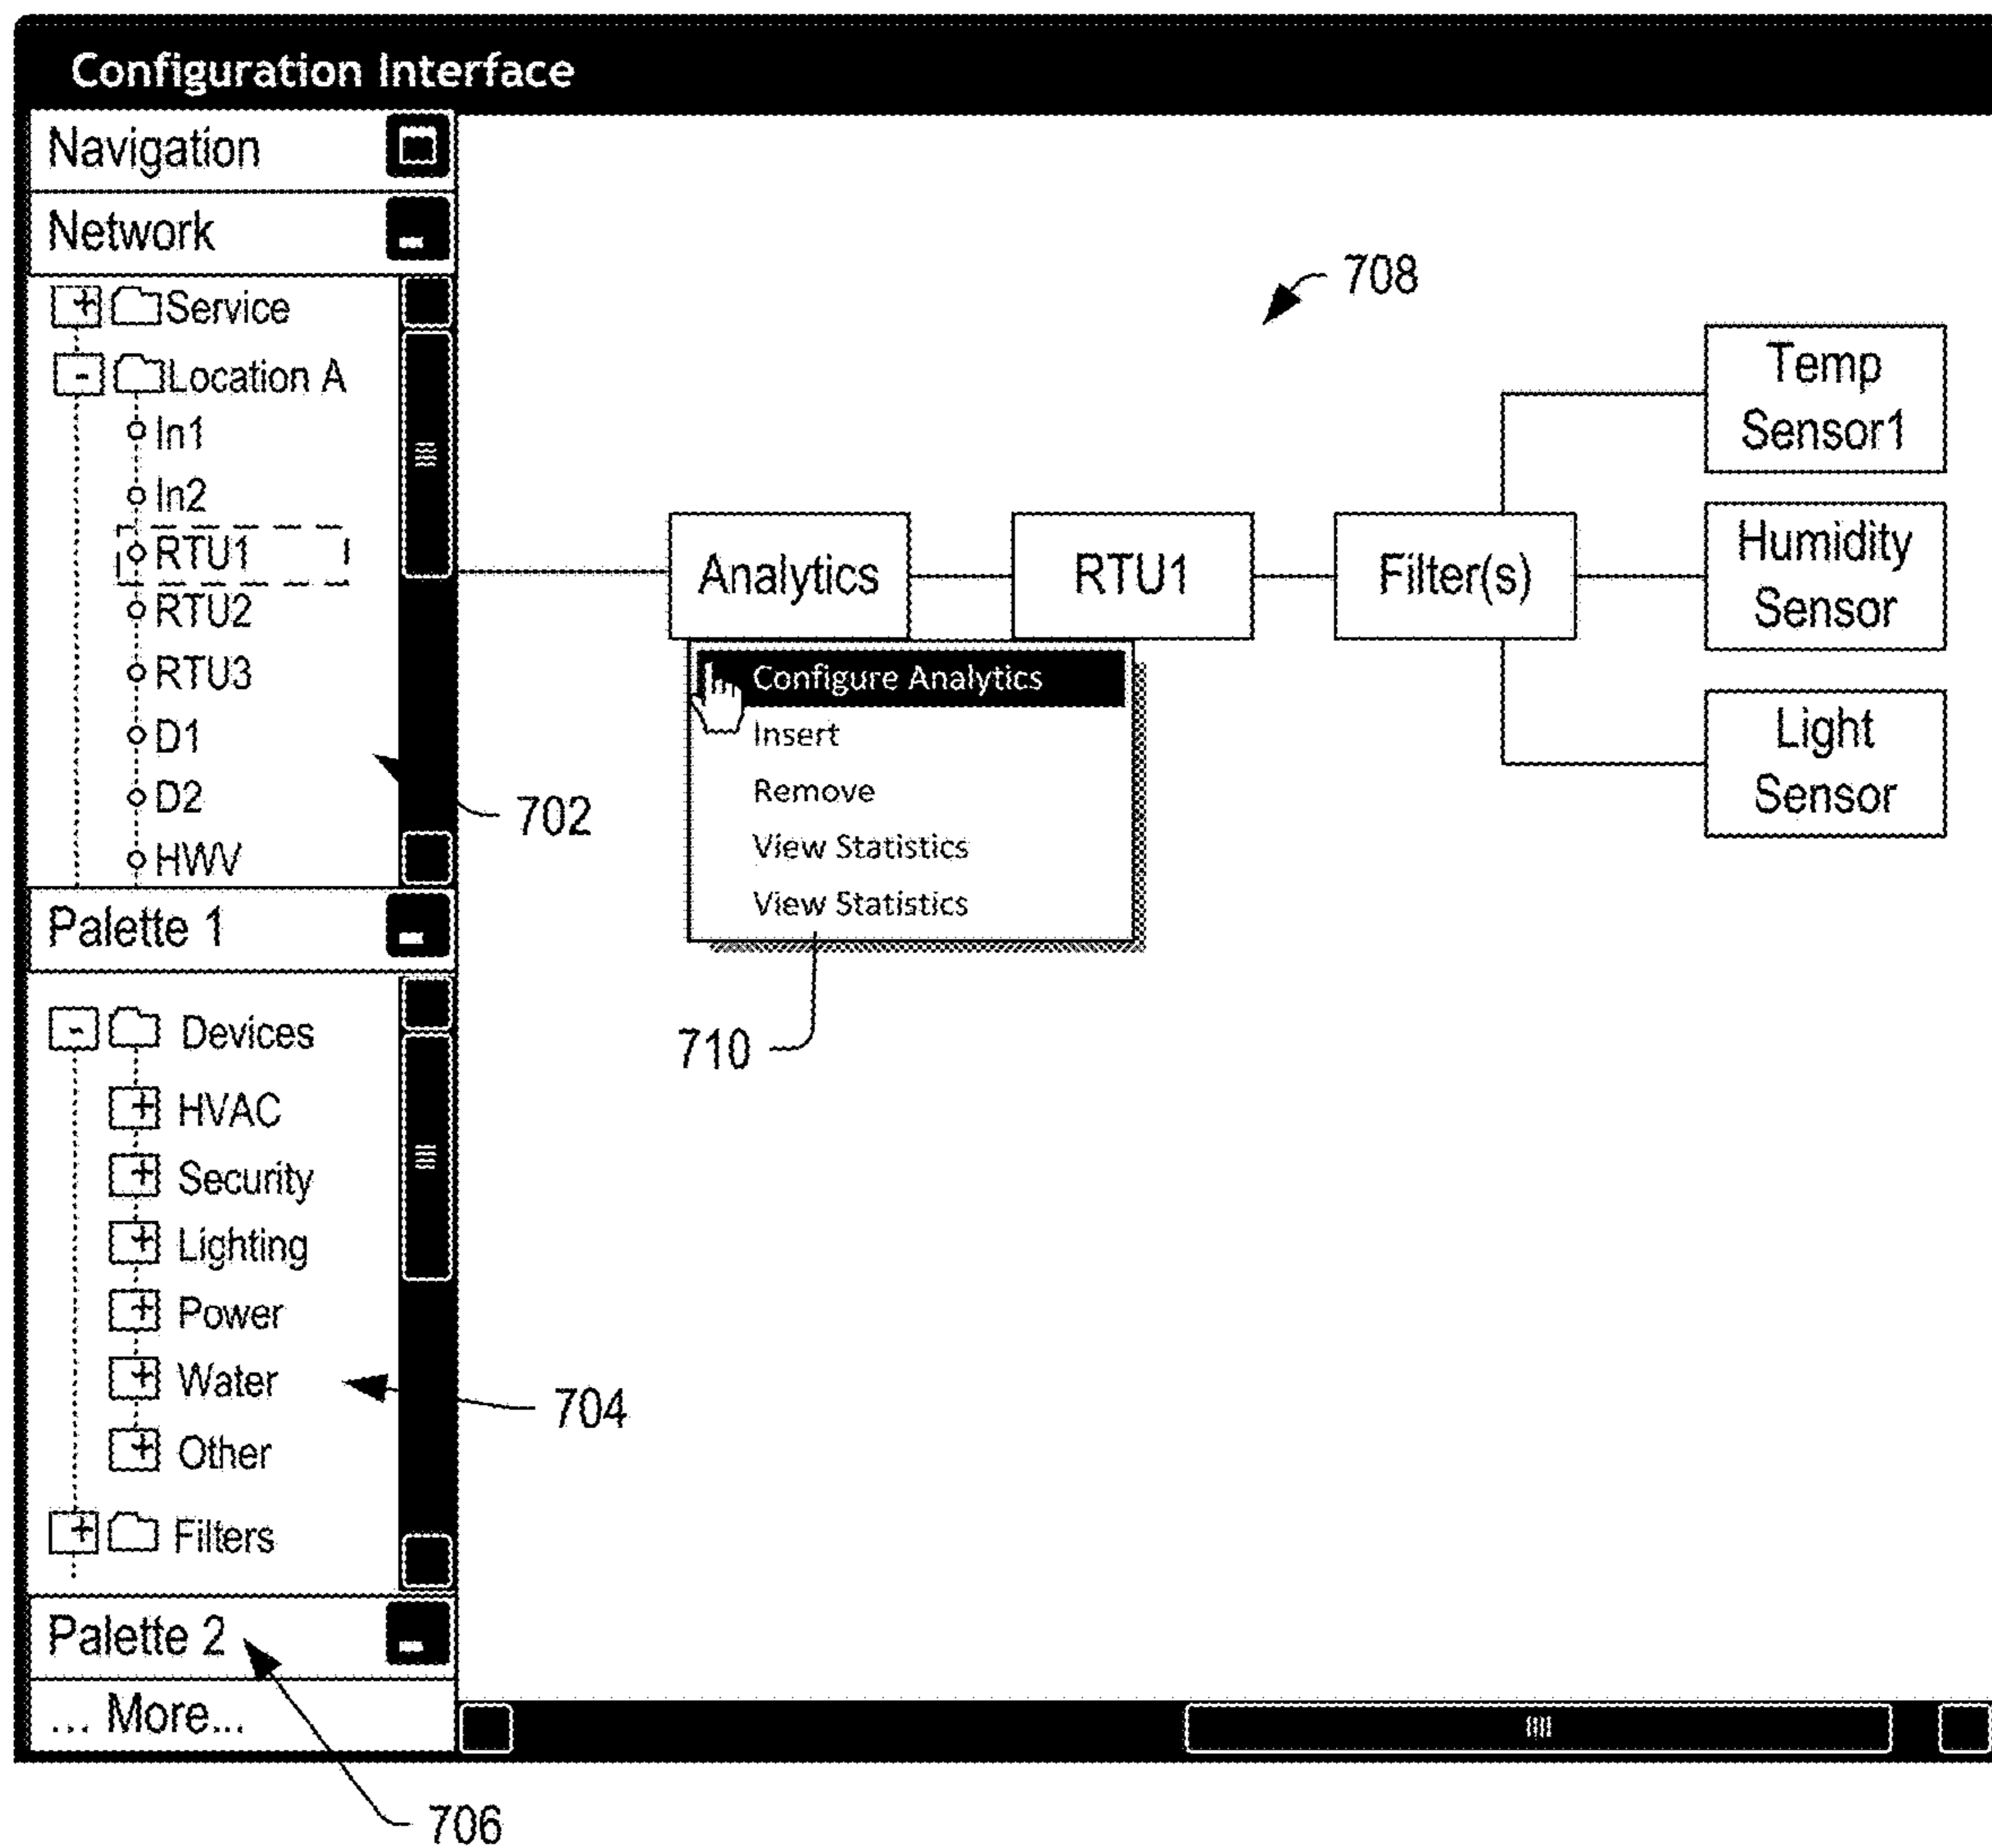 Configuration Interface
Navigation
Network
Service
Location A
In1
In2
RTU1
RTU2
RTU3
D1
D2
HWV
702
Palette 1
Devices
HVAC
Security
Lighting
Power
Water
Other
704
Filters
Palette 2
... More...
706
708
Analytics
RTU1
Filter(s)
Temp
Sensor1
Humidity
Sensor
Light
Sensor
Configure Analytics
Insert
Remove
View Statistics
View Statistics
710